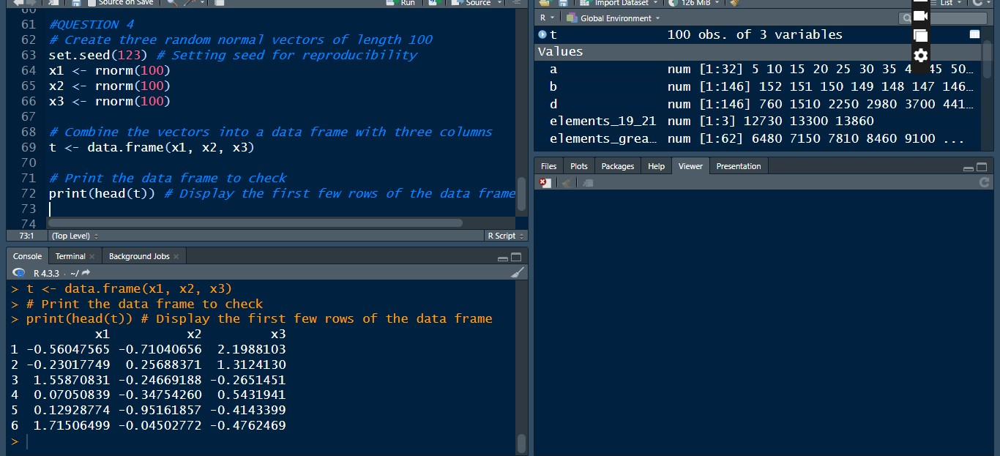 Source on Save Run Source
60
61 #QUESTION 4
62 # Create three random normal vectors of length 100
63 set.seed(123) # Setting seed for reproducibility
64 x1 <- rnorm(100)
65 x2 <- rnorm(100)
66 x3 <- rnorm(100)
67
68 # Combine the vectors into a data frame with three columns
69 t <- data.frame(x1, x2, x3)
70
71 # Print the data frame to check
72 print(head(t)) # Display the first few rows of the data frame
73
74
73:1 (Top Level) R Script
Console Terminal Background Jobs
R 4.3.3 · ~/
> t <- data.frame(x1, x2, x3)
> # Print the data frame to check
> print(head(t)) # Display the first few rows of the data frame
x1 x2 x3
1 -0.56047565 -0.71040656 2.1988103
2 -0.23017749 0.25688371 1.3124130
3 1.55870831 -0.24669188 -0.2651451
4 0.07050839 -0.34754260 0.5431941
5 0.12928774 -0.95161857 -0.4143399
6 1.71506499 -0.04502772 -0.4762469
>
Import Dataset 126 MiB List
R Global Environment
t 100 obs. of 3 variables
Values
a num [1:32] 5 10 15 20 25 30 35 4 45 50...
b num [1:146] 152 151 150 149 148 147 146...
d num [1:146] 760 1510 2250 2980 3700 441...
elements_19_21 num [1:3] 12730 13300 13860
elements_grea... num [1:62] 6480 7150 7810 8460 9100 ...
Files Plots Packages Help Viewer Presentation